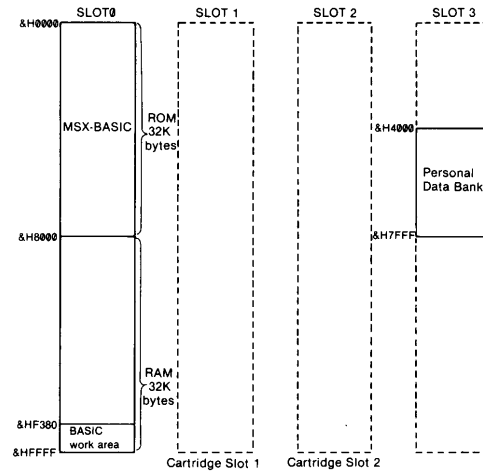 SLOT0
SLOT 1
SLOT 2
SLOT 3
&H0000
MSX-BASIC
ROM
32K
bytes
&H4000
Personal
Data Bank
&H8000
&H7FFF
RAM
32K
bytes
&HF380
BASIC
work area
&HFFFF
Cartridge Slot 1
Cartridge Slot 2